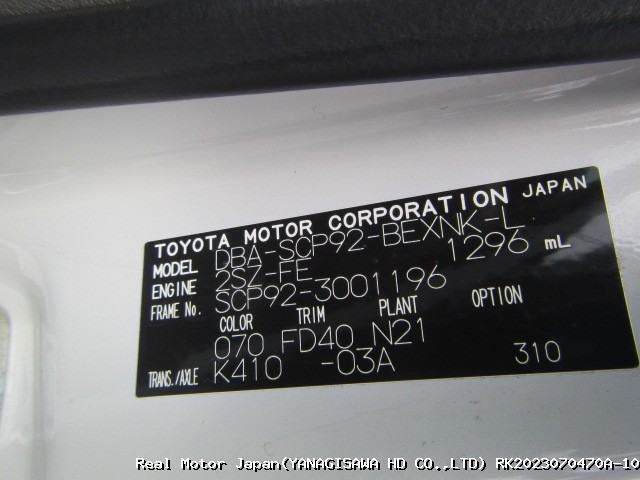 TOYOTA MOTOR CORPORATION JAPAN
MODEL DBA-SCP92-BEXNK-L
ENGINE 2SZ-FE 1296 mL
FRAME No. SCP92-3001196
COLOR TRIM PLANT OPTION
070 FD40 N21
TRANS./AXLE K410 -03A 310
Real Motor Japan(YANAGISAWA HD CO.,LTD) RK2023070470A-10